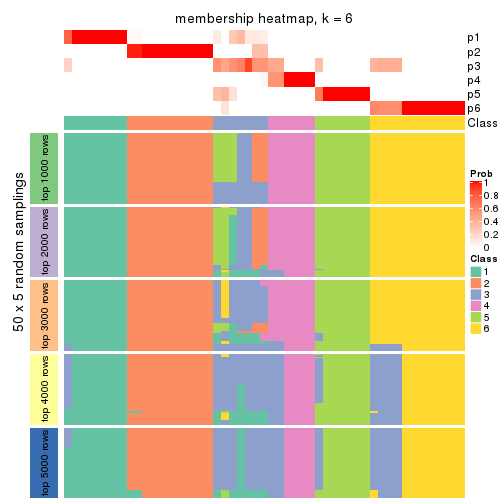 membership heatmap, k = 6
p1
p2
p3
p4
p5
p6
Class
50 x 5 random samplings
top 1000 rows
top 2000 rows
top 3000 rows
top 4000 rows
top 5000 rows
Prob
1
0.8
0.6
0.4
0.2
0
Class
1
2
3
4
5
6